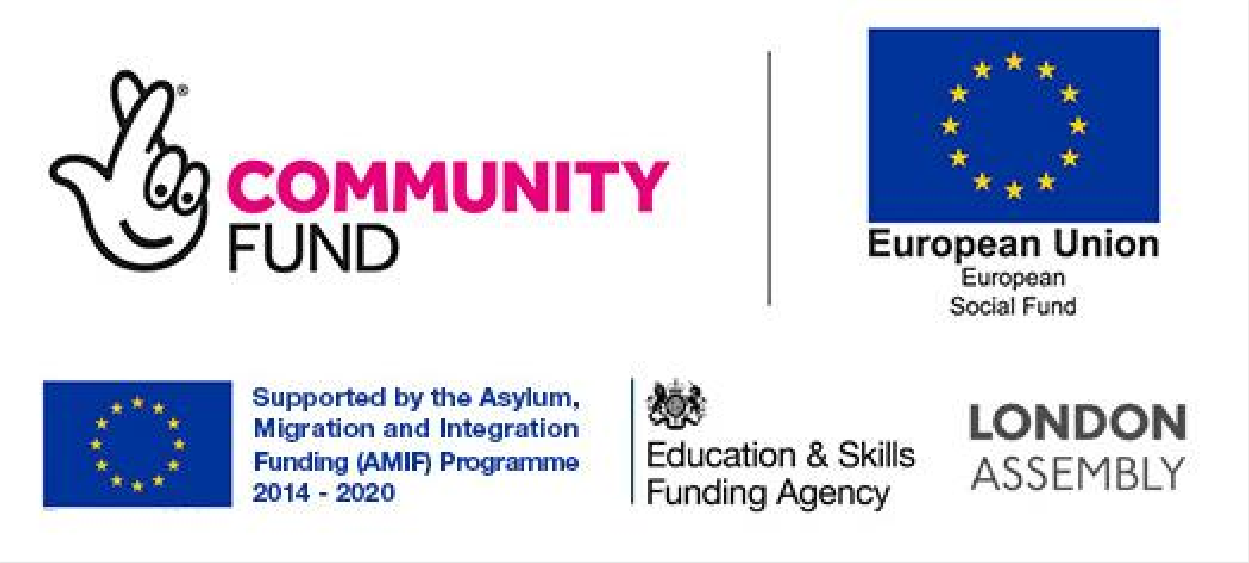 COMMUNITY
FUND
European Union
European
Social Fund
Supported by the Asylum,
Migration and Integration
Funding (AMIF) Programme
2014 - 2020
Education & Skills
Funding Agency
LONDON
ASSEMBLY